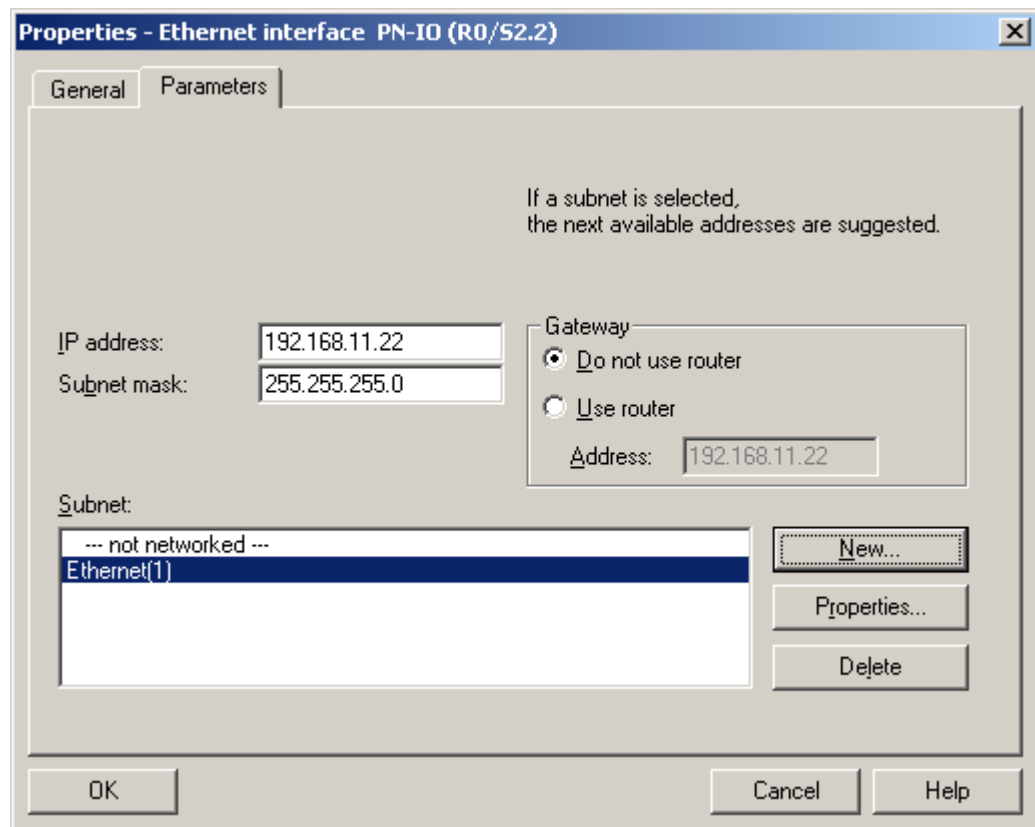 Properties - Ethernet interface PN-IO (R0/S2.2)
General
Parameters
If a subnet is selected,
the next available addresses are suggested.
IP address:
192.168.11.22
Subnet mask:
255.255.255.0
Gateway
Do not use router
Use router
Address:
192.168.11.22
Subnet:
--- not networked ---
Ethernet(1)
New...
Properties...
Delete
OK
Cancel
Help